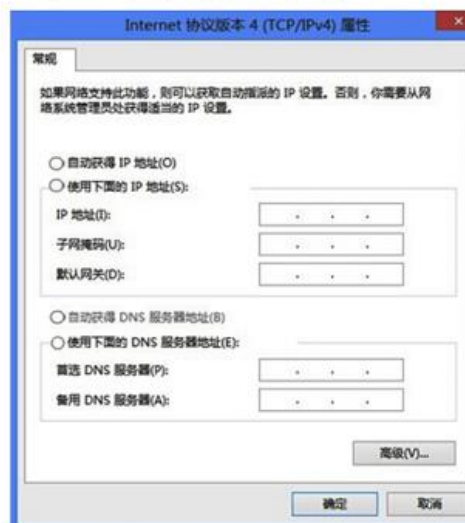 Internet 协议版本 4 (TCP/IPv4) 属性
常规
如果网络支持此功能，则可以获取自动指派的 IP 设置。否则，你需要从网
络系统管理员处获得适当的 IP 设置。
自动获得 IP 地址(O)
使用下面的 IP 地址(S):
IP 地址(I):
子网掩码(U):
默认网关(D):
自动获得 DNS 服务器地址(B)
使用下面的 DNS 服务器地址(E):
首选 DNS 服务器(P):
备用 DNS 服务器(A):
高级(V)...
确定
取消